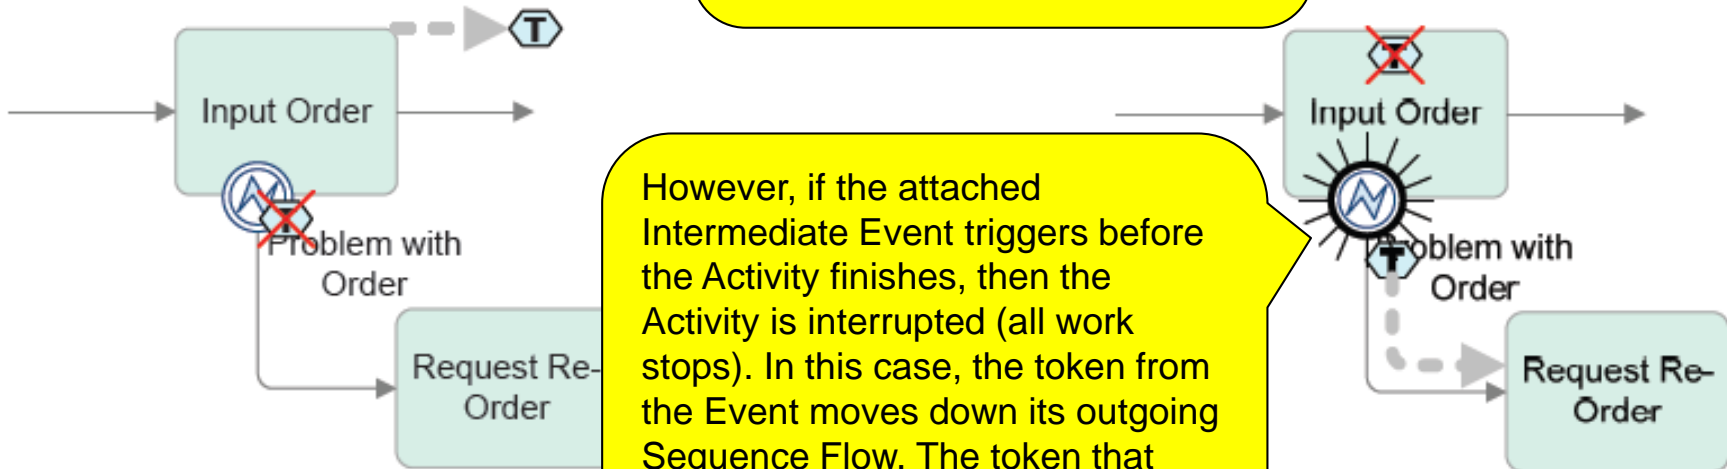 T
Input Order
T
Problem with
Order
Request Re-
Order
However, if the attached
Intermediate Event triggers before
the Activity finishes, then the
Activity is interrupted (all work
stops). In this case, the token from
the Event moves down its outgoing
Sequence Flow. The token that
T
Input Order
T
Problem with
Order
Request Re-
Order